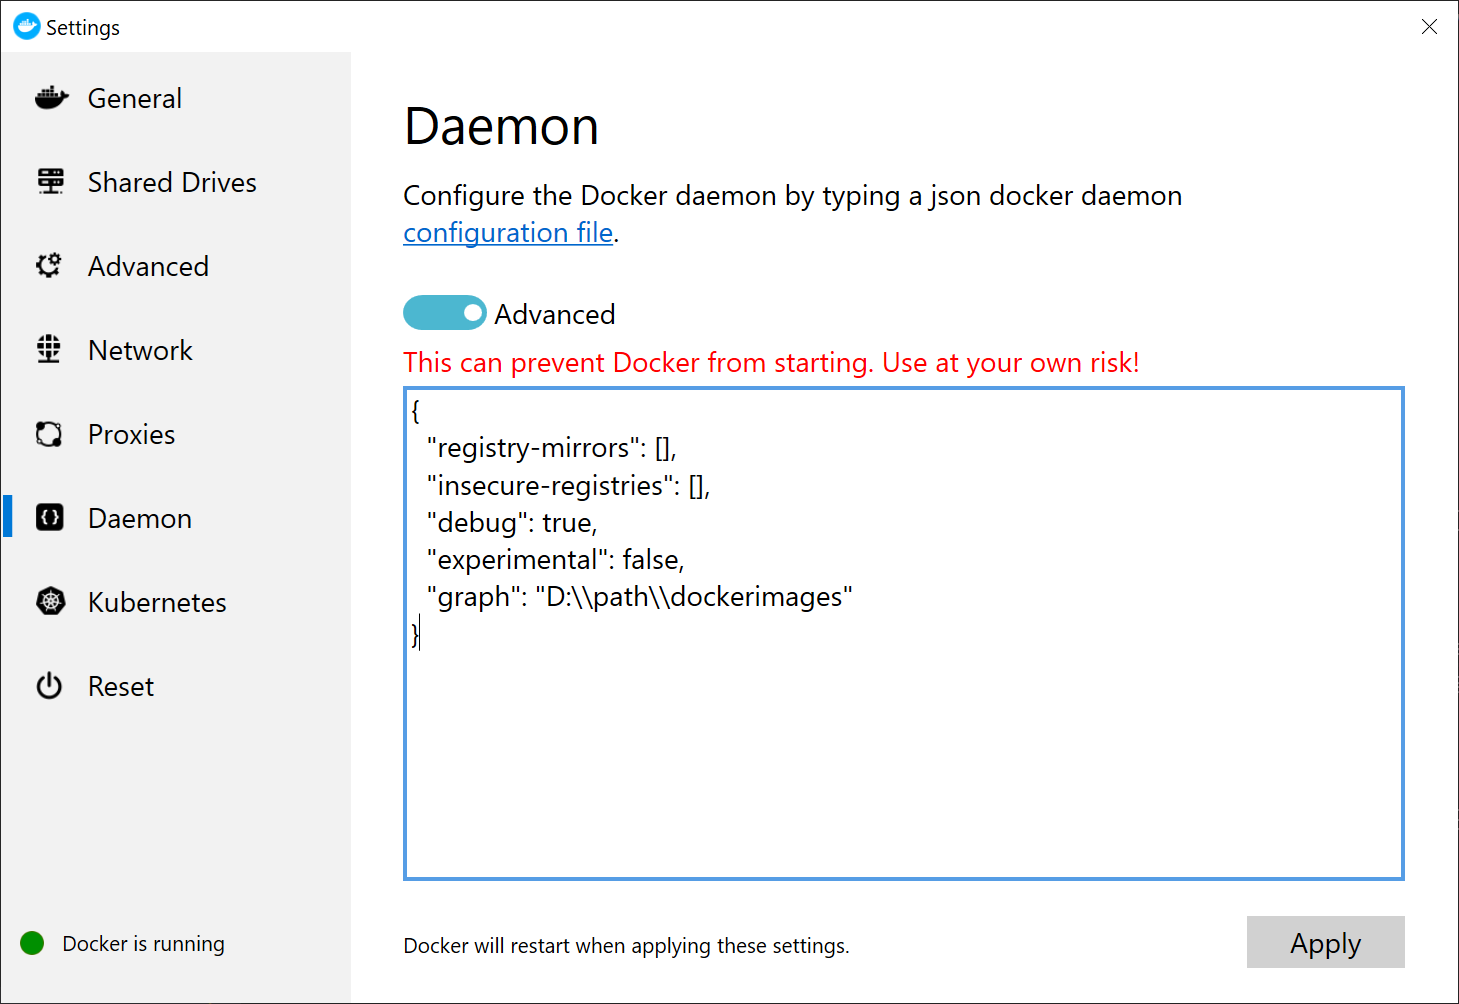 Settings
General
Shared Drives
Advanced
Network
Proxies
Daemon
Kubernetes
Reset
Docker is running
Daemon
Configure the Docker daemon by typing a json docker daemon
configuration file.
Advanced
This can prevent Docker from starting. Use at your own risk!
{
"registry-mirrors": [],
"insecure-registries": [],
"debug": true,
"experimental": false,
"graph": "D:\\path\\dockerimages"
}
Docker will restart when applying these settings.
Apply